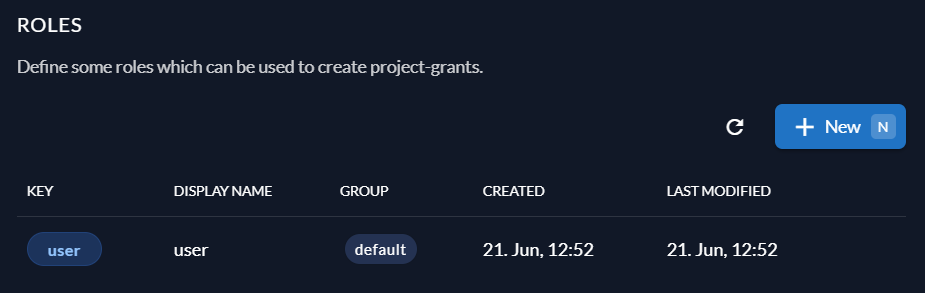 ROLES
Define some roles which can be used to create project-grants.
New N
KEY DISPLAY NAME GROUP CREATED LAST MODIFIED
user user default 21. Jun, 12:52 21. Jun, 12:52